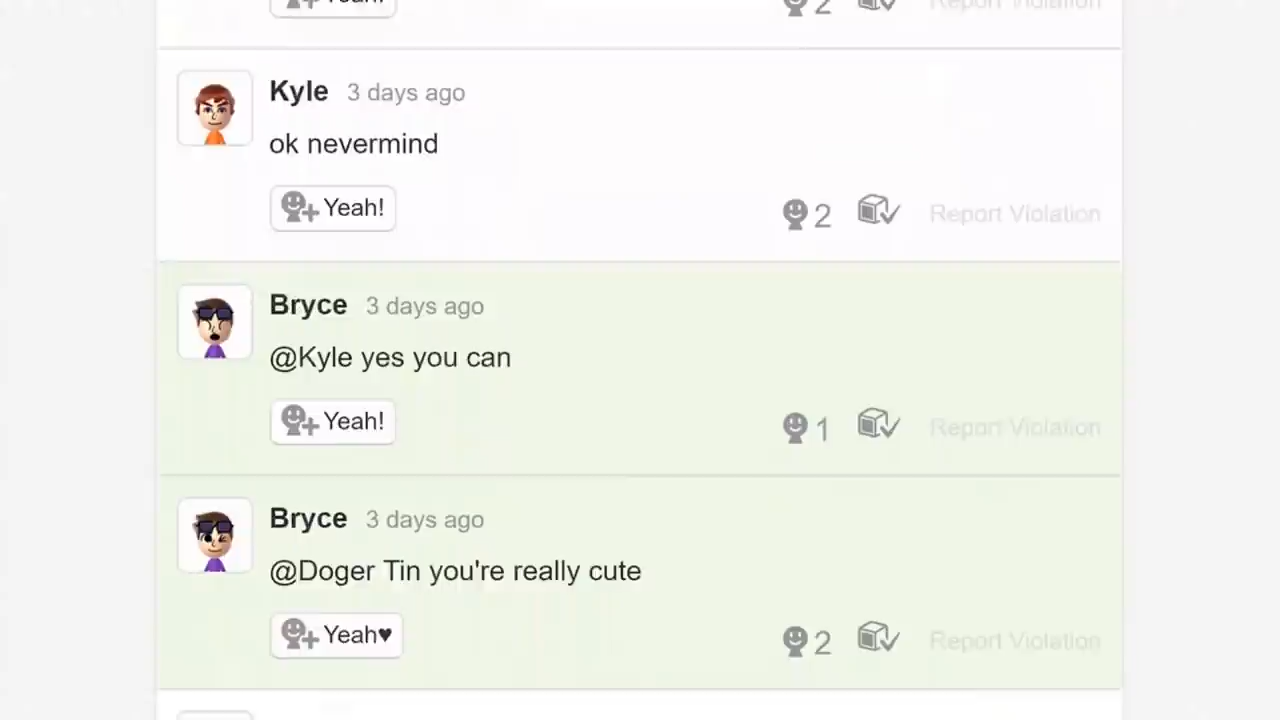 Yeah!
2
Report Violation
Kyle 3 days ago
ok nevermind
Yeah!
2
Report Violation
Bryce 3 days ago
@Kyle yes you can
Yeah!
1
Report Violation
Bryce 3 days ago
@Doger Tin you're really cute
Yeah♥
2
Report Violation